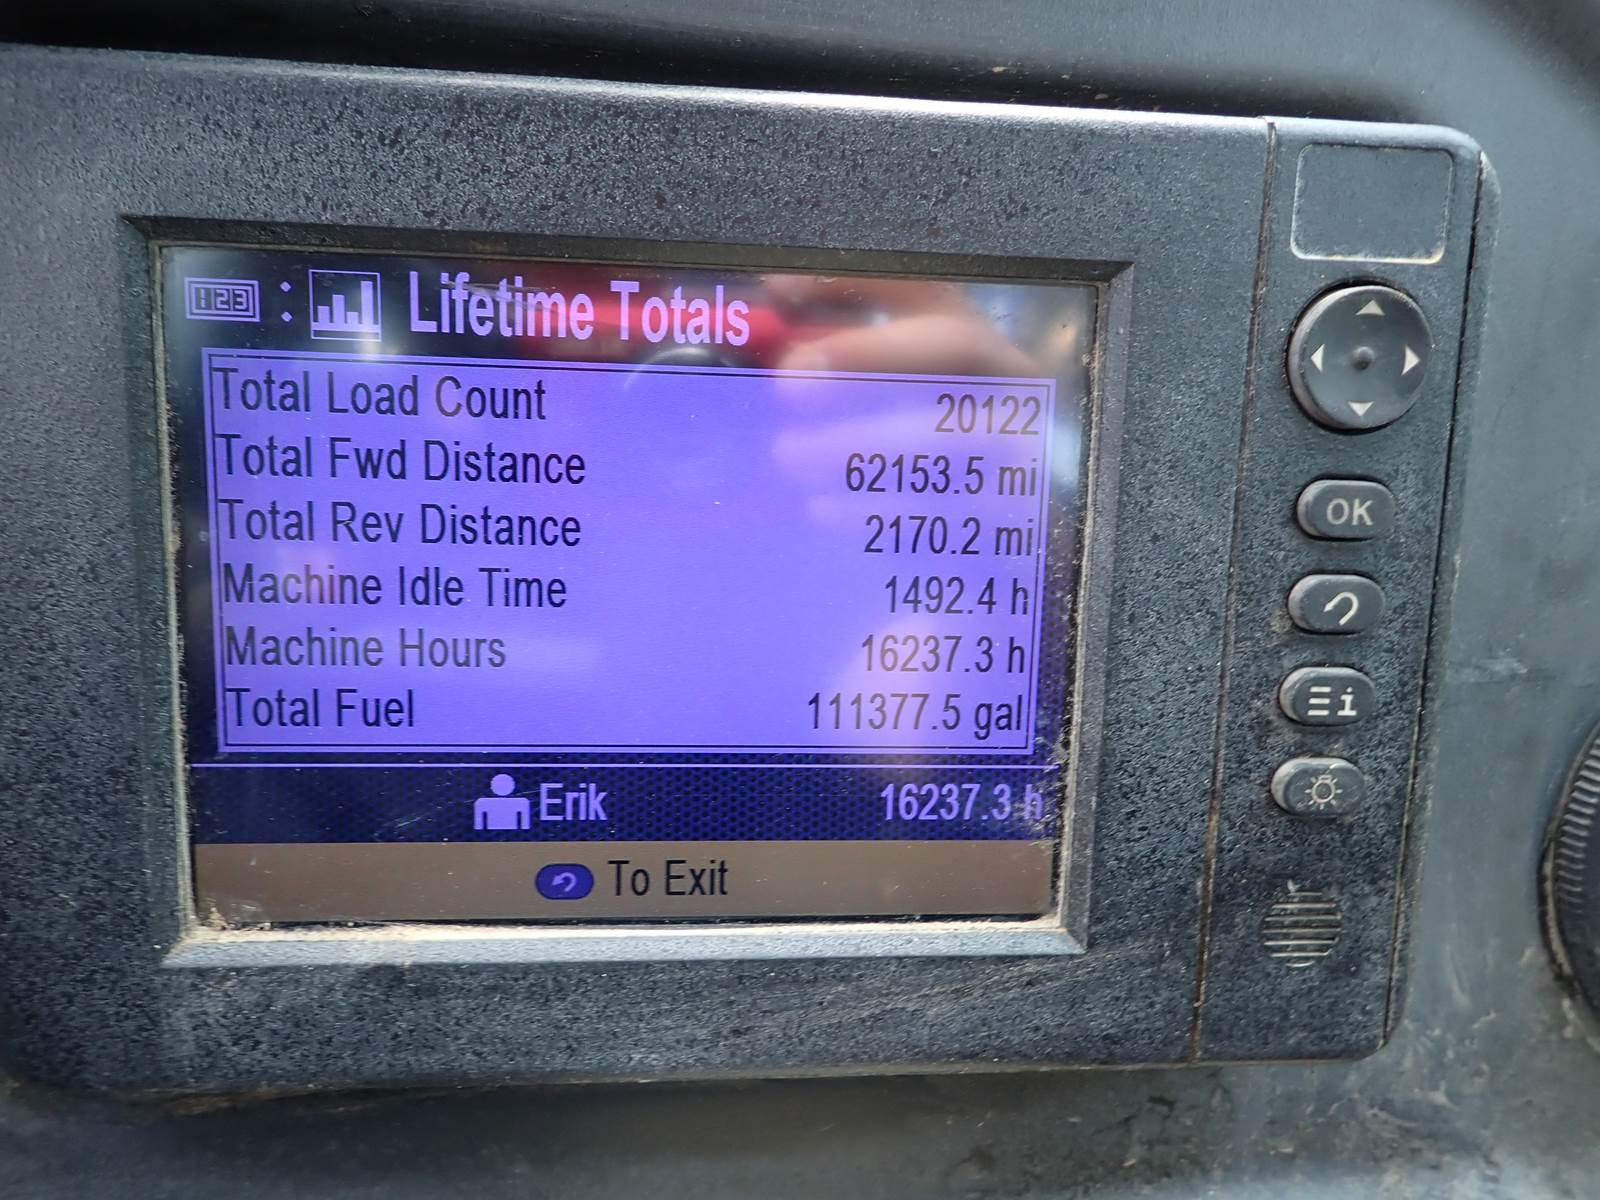 123 : Lifetime Totals
Total Load Count 20122
Total Fwd Distance 62153.5 mi
Total Rev Distance 2170.2 mi
Machine Idle Time 1492.4 h
Machine Hours 16237.3 h
Total Fuel 111377.5 gal
Erik 16237.3 h
To Exit
OK
i